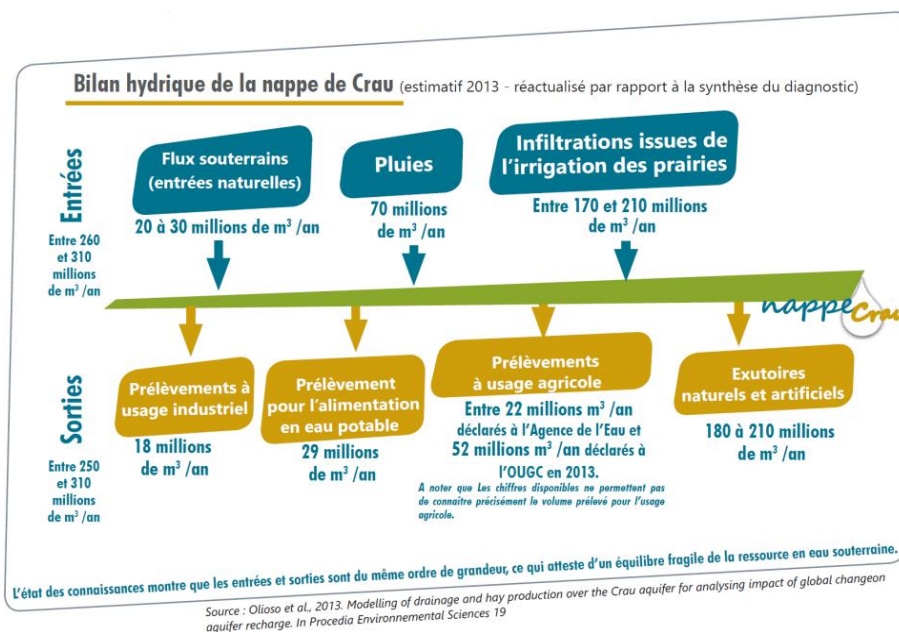 Bilan hydrique de la nappe de Crau (estimatif 2013 - réactualisé par rapport à la synthèse du diagnostic)
Entrées
Entre 260
et 310
millions
de m³ /an
Flux souterrains
(entrées naturelles)
20 à 30 millions de m³ /an
Pluies
70 millions
de m³ /an
Infiltrations issues de
l'irrigation des prairies
Entre 170 et 210 millions
de m³ /an
nappe Crau
Sorties
Entre 250
et 310
millions
de m³ /an
Prélèvements à
usage industriel
18 millions
de m³ /an
Prélèvement
pour l'alimentation
en eau potable
29 millions
de m³ /an
Prélèvements
à usage agricole
Entre 22 millions m³ /an
déclarés à l'Agence de l'Eau et
52 millions m³ /an déclarés à
l'OUGC en 2013.
A noter que Les chiffres disponibles ne permettent pas
de connaitre précisément le volume prélevé pour l'usage
agricole.
Exutoires
naturels et artificiels
180 à 210 millions
de m³ /an
L'état des connaissances montre que les entrées et sorties sont du même ordre de grandeur, ce qui atteste d'un équilibre fragile de la ressource en eau souterraine.
Source : Olioso et al., 2013. Modelling of drainage and hay production over the Crau aquifer for analysing impact of global changeon
aquifer recharge. In Procedia Environnemental Sciences 19